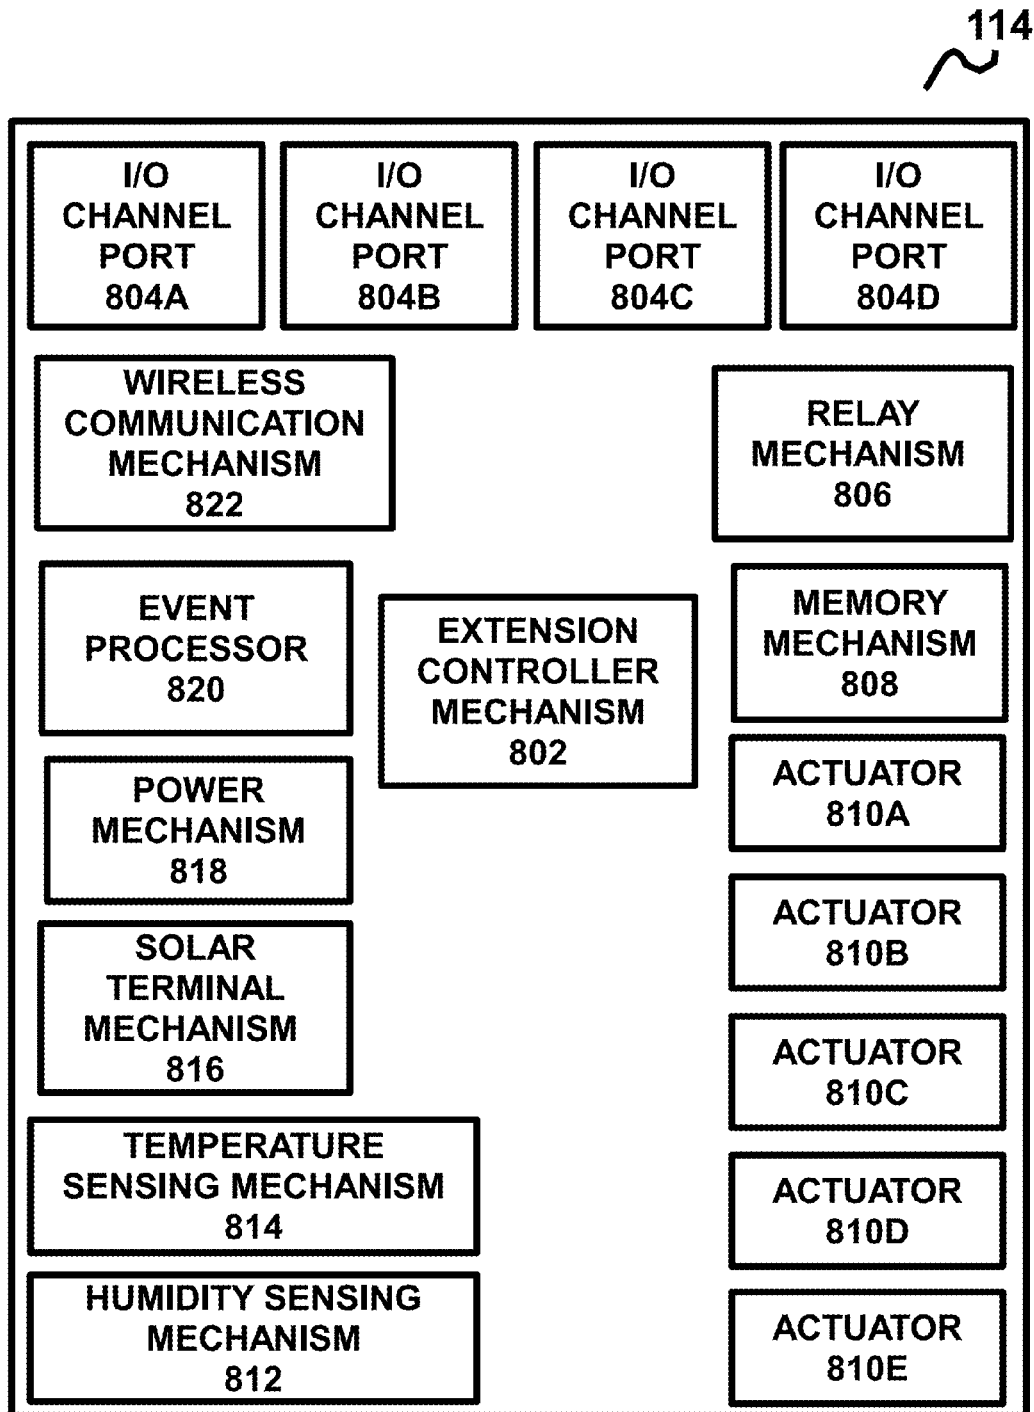 114
I/O
CHANNEL
PORT
804A
I/O
CHANNEL
PORT
804B
I/O
CHANNEL
PORT
804C
I/O
CHANNEL
PORT
804D
WIRELESS
COMMUNICATION
MECHANISM
822
RELAY
MECHANISM
806
EVENT
PROCESSOR
820
EXTENSION
CONTROLLER
MECHANISM
802
MEMORY
MECHANISM
808
POWER
MECHANISM
818
ACTUATOR
810A
SOLAR
TERMINAL
MECHANISM
816
ACTUATOR
810B
ACTUATOR
810C
TEMPERATURE
SENSING MECHANISM
814
ACTUATOR
810D
HUMIDITY SENSING
MECHANISM
812
ACTUATOR
810E